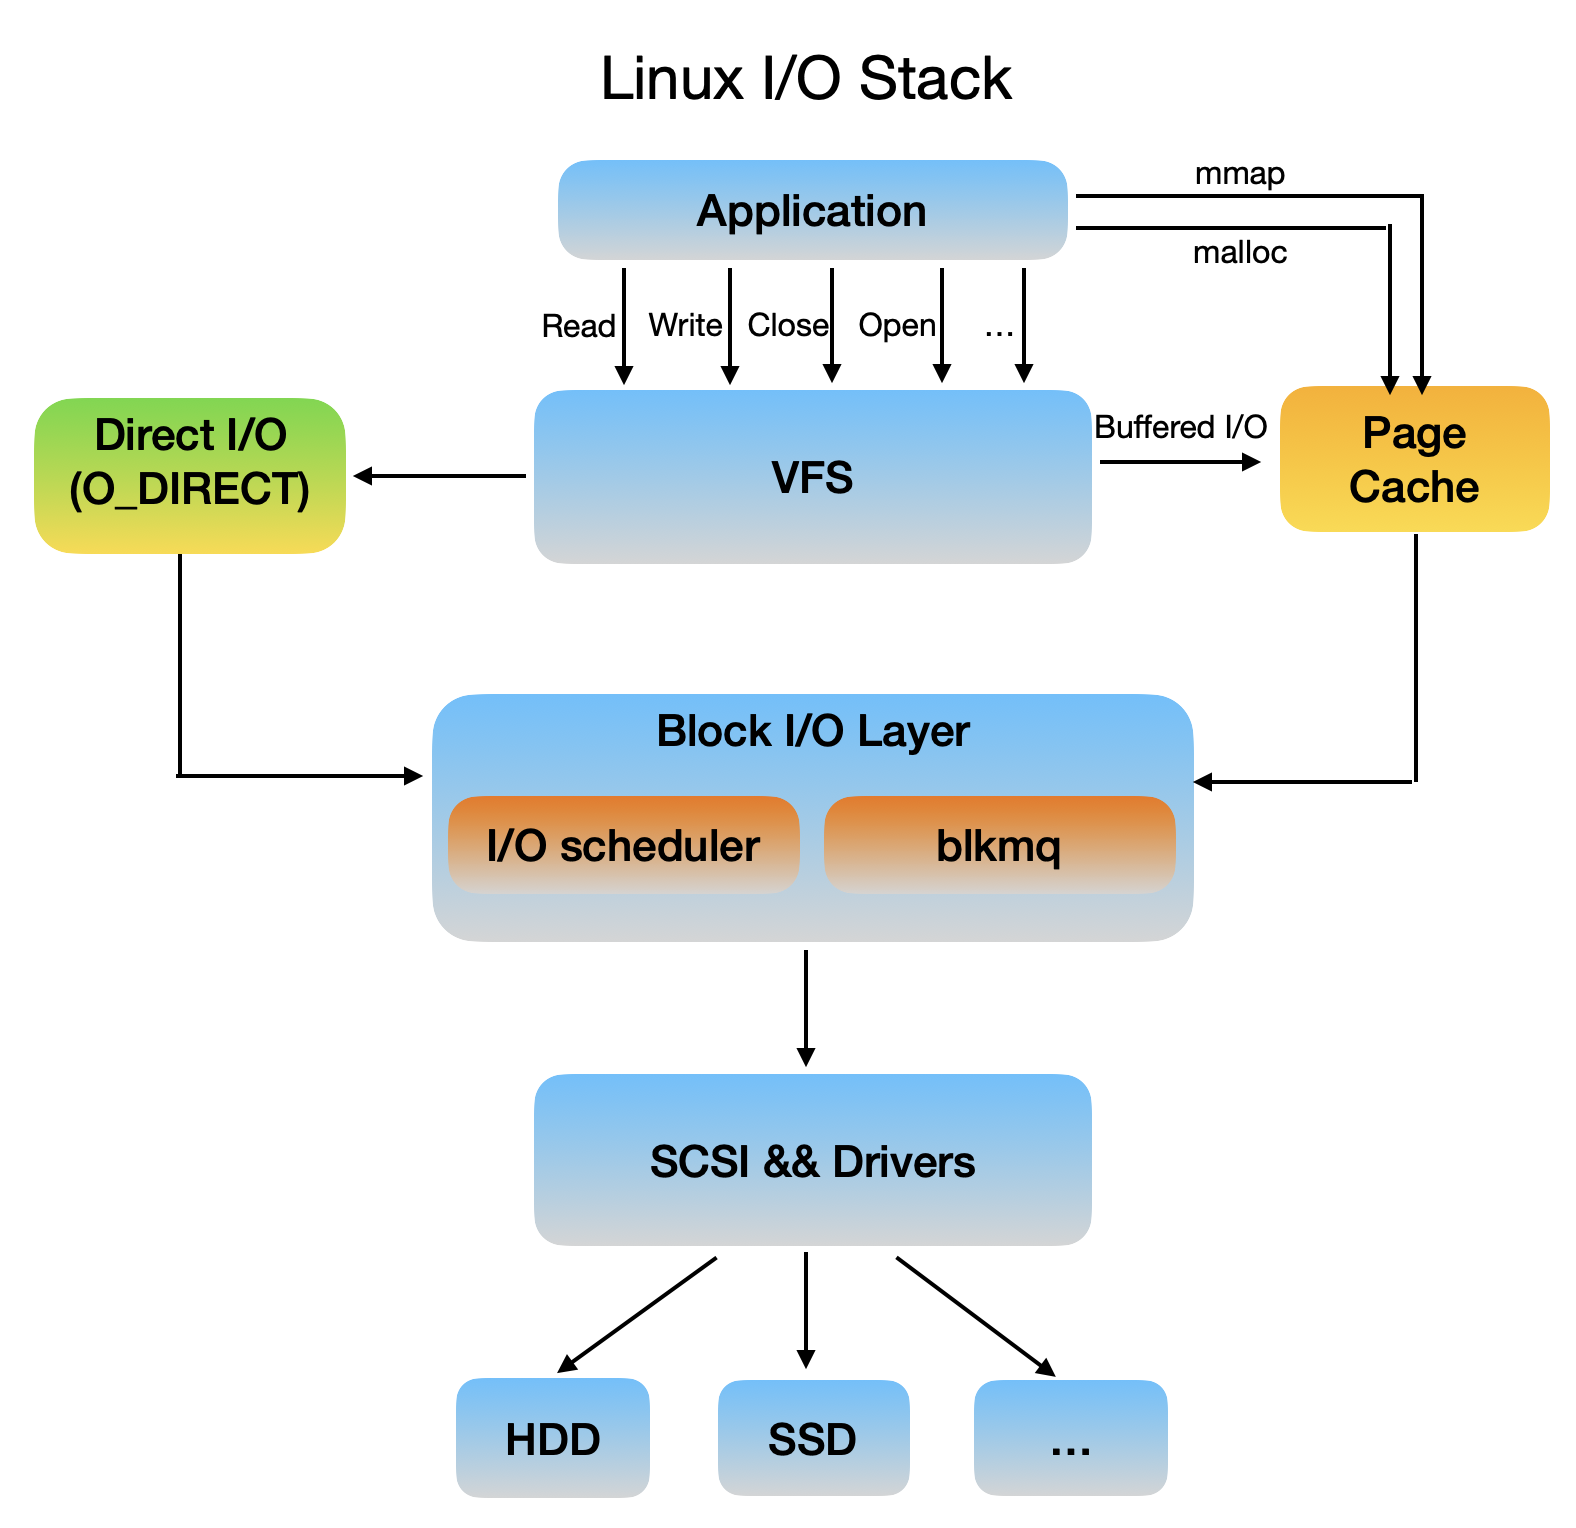 Linux I/O Stack
Application
mmap
malloc
Read
Write
Close
Open
...
Direct I/O
(O_DIRECT)
VFS
Buffered I/O
Page
Cache
Block I/O Layer
I/O scheduler
blkmq
SCSI && Drivers
HDD
SSD
...